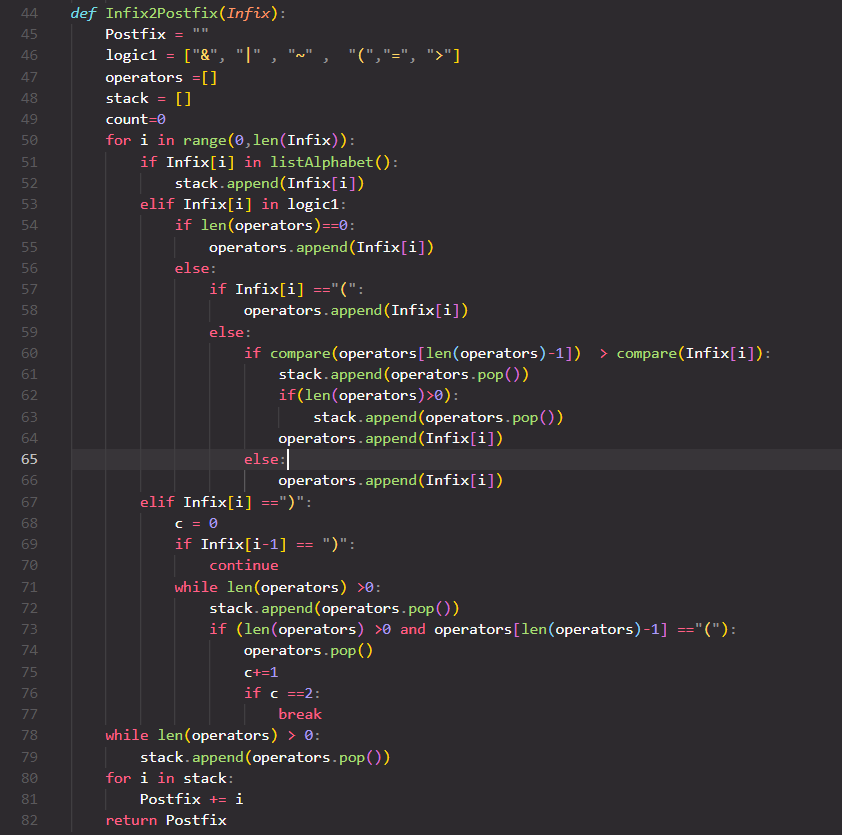 44 def Infix2Postfix(Infix):
45     Postfix = ""
46     logic1 = ["&", "|" , "~" ,  "(","=", ">"]
47     operators =[]
48     stack = []
49     count=0
50     for i in range(0,len(Infix)):
51         if Infix[i] in listAlphabet():
52             stack.append(Infix[i])
53         elif Infix[i] in logic1:
54             if len(operators)==0:
55                 operators.append(Infix[i])
56             else:
57                 if Infix[i] =="(":
58                     operators.append(Infix[i])
59                 else:
60                     if compare(operators[len(operators)-1])  > compare(Infix[i]):
61                         stack.append(operators.pop())
62                         if(len(operators)>0):
63                             stack.append(operators.pop())
64                         operators.append(Infix[i])
65                     else:
66                         operators.append(Infix[i])
67         elif Infix[i] ==")":
68             c = 0
69             if Infix[i-1] == ")":
70                 continue
71             while len(operators) >0:
72                 stack.append(operators.pop())
73                 if (len(operators) >0 and operators[len(operators)-1] =="("):
74                     operators.pop()
75                     c+=1
76                     if c ==2:
77                         break
78     while len(operators) > 0:
79         stack.append(operators.pop())
80     for i in stack:
81         Postfix += i
82     return Postfix